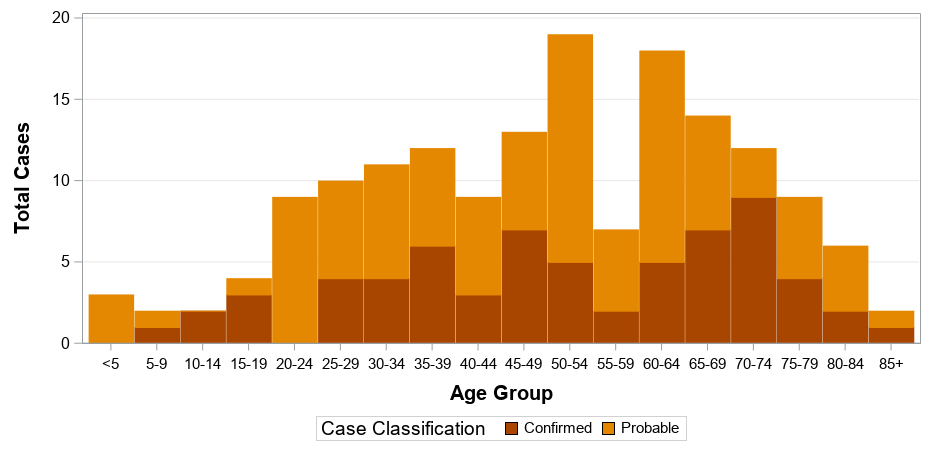 20
15
10
5
0
Total Cases
<5 5-9 10-14 15-19 20-24 25-29 30-34 35-39 40-44 45-49 50-54 55-59 60-64 65-69 70-74 75-79 80-84 85+
Age Group
Case Classification Confirmed Probable